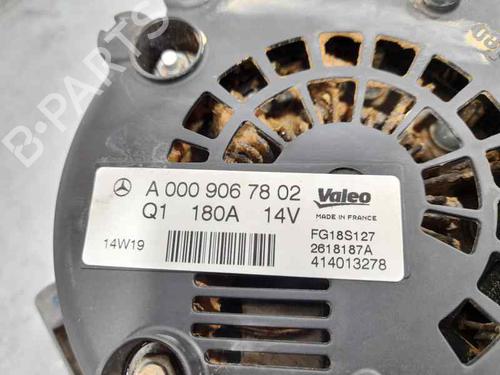 B-PARTS
A 000 906 78 02
Q1 180A 14V
14W19
Valeo
MADE IN FRANCE
FG18S127
2618187A
414013278